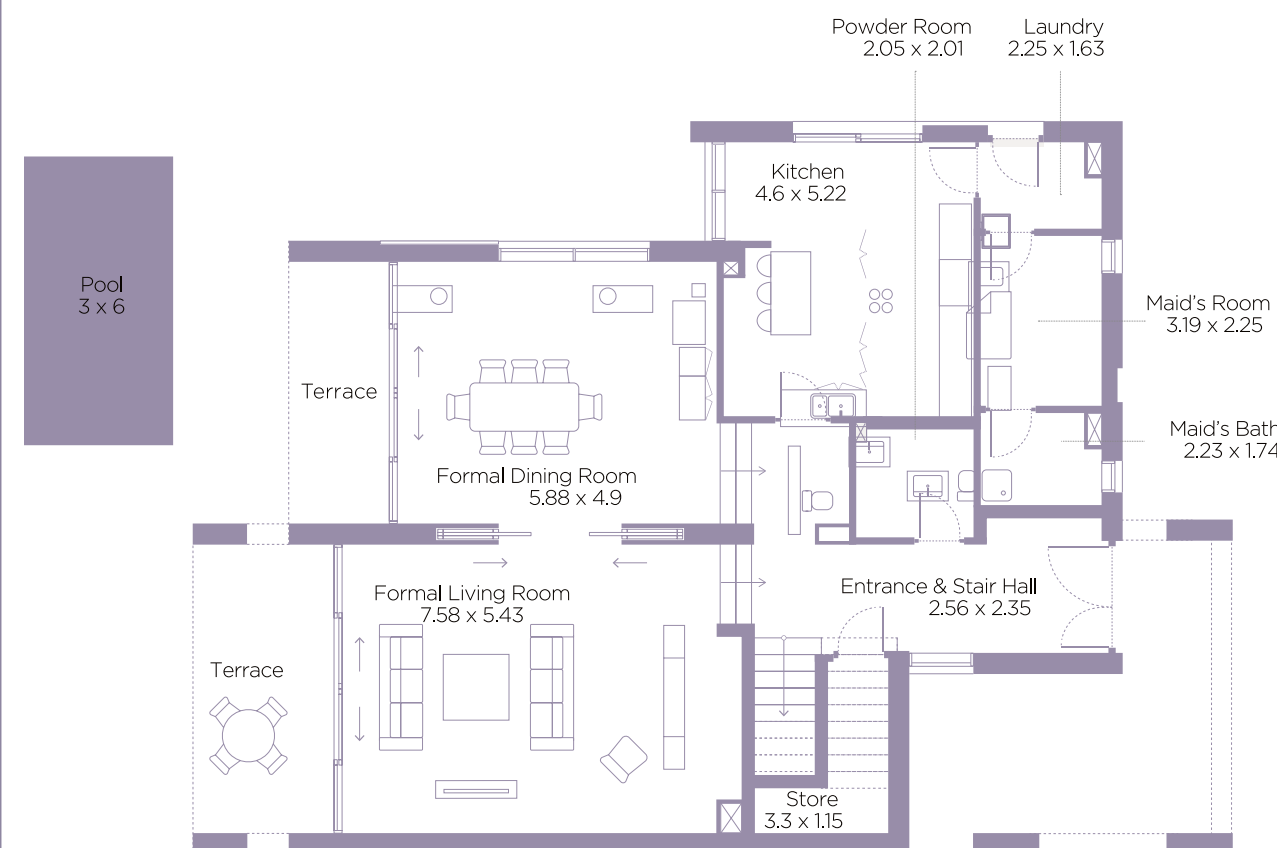 Powder Room
2.05 x 2.01
Laundry
2.25 x 1.63
Kitchen
4.6 x 5.22
Pool
3 x 6
Maid's Room
3.19 x 2.25
Terrace
Maid's Bath
2.23 x 1.74
Formal Dining Room
5.88 x 4.9
Entrance & Stair Hall
2.56 x 2.35
Formal Living Room
7.58 x 5.43
Terrace
Store
3.3 x 1.15